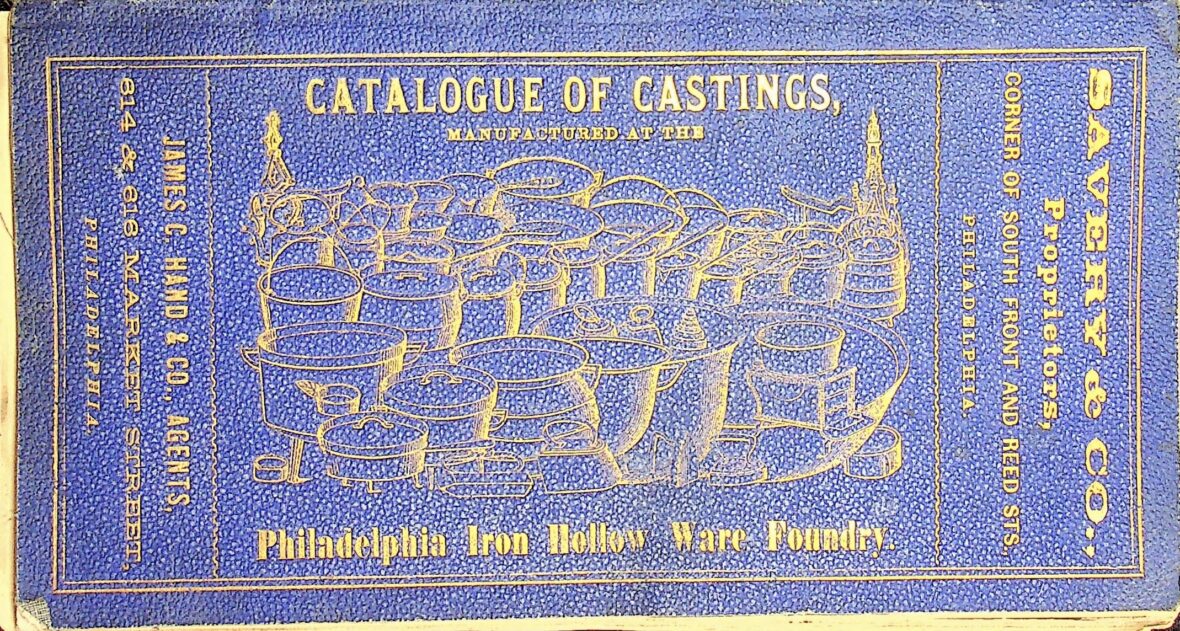 CATALOGUE OF CASTINGS,
MANUFACTURED AT THE
Philadelphia Iron Hollow Ware Foundry.
SAVERY & CO.,
Proprietors,
CORNER OF SOUTH FRONT AND REED STS.,
PHILADELPHIA.
JAMES C. HAND & CO., AGENTS,
614 & 616 MARKET STREET,
PHILADELPHIA.